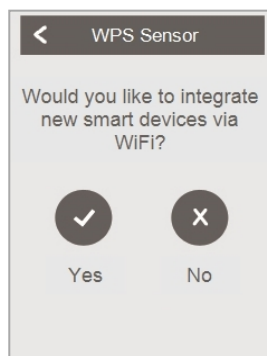 WPS Sensor
Would you like to integrate
new smart devices via
WiFi?
Yes
No